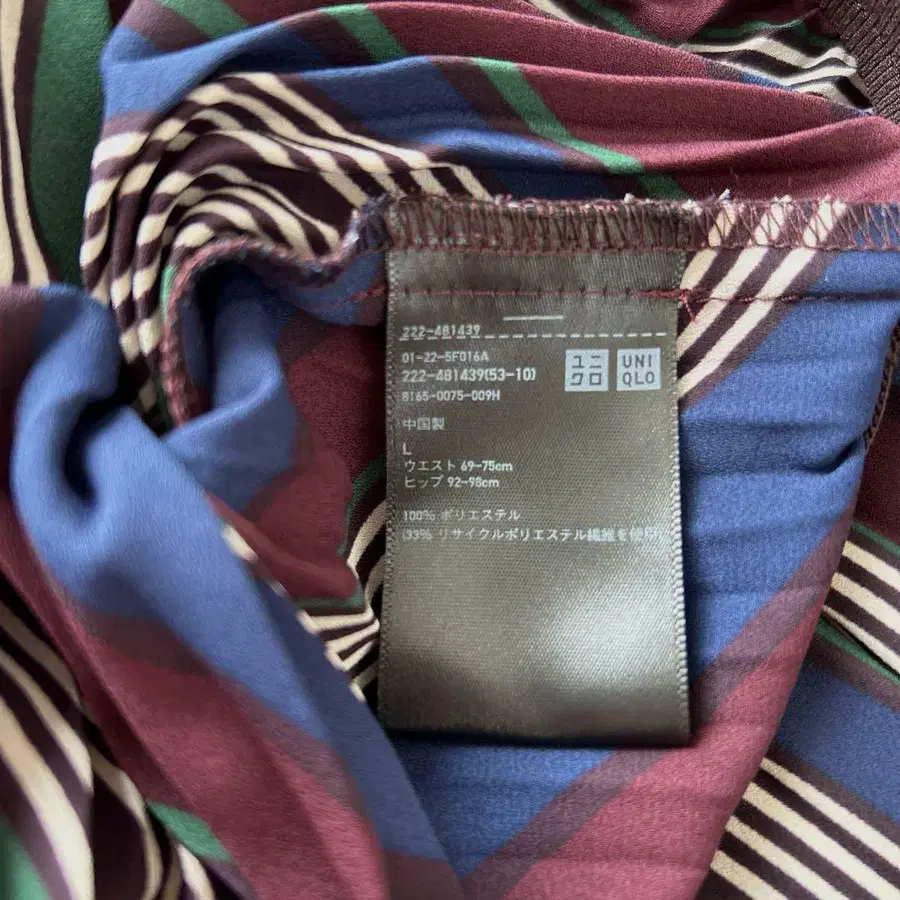 222-481439
01-22-5F016A
222-481439(53-10)
8165-0075-009H
ユニ
クロ
UNI
QLO
中国製
L
ウエスト 69-75cm
ヒップ 92-98cm
100% ポリエステル
(33% リサイクルポリエステル繊維を使用)